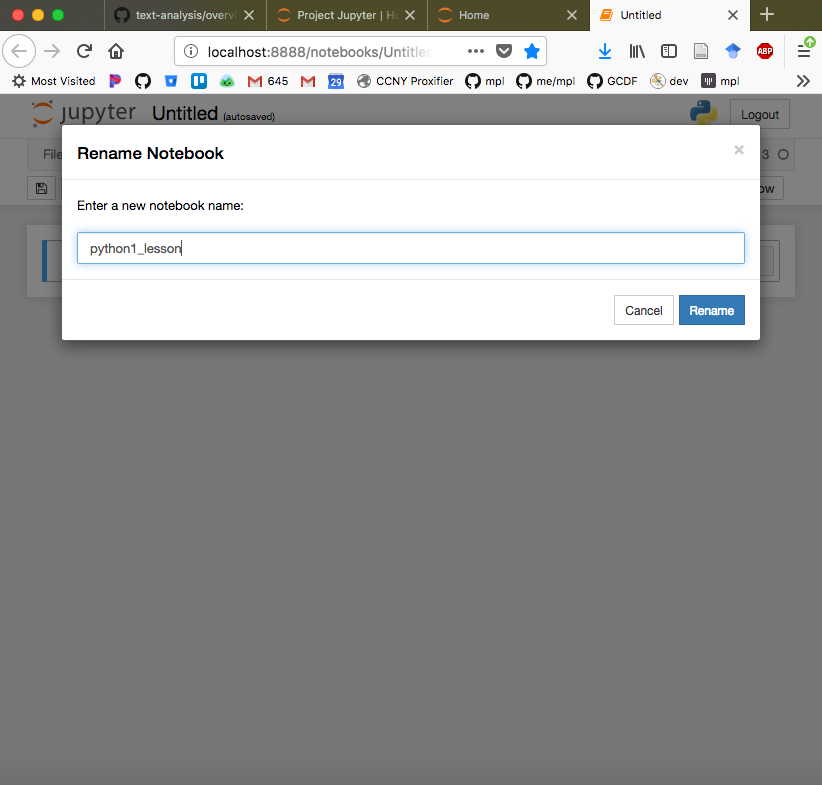 text-analysis/overv
Project Jupyter | Ho
Home
Untitled
localhost:8888/notebooks/Untitled
ABP
Most Visited
645
29
CCNY Proxifier
mpl
me/mpl
GCDF
dev
mpl
jupyter
Untitled (autosaved)
Logout
File
3
Rename Notebook
×
ow
Enter a new notebook name:
python1_lesson
Cancel
Rename